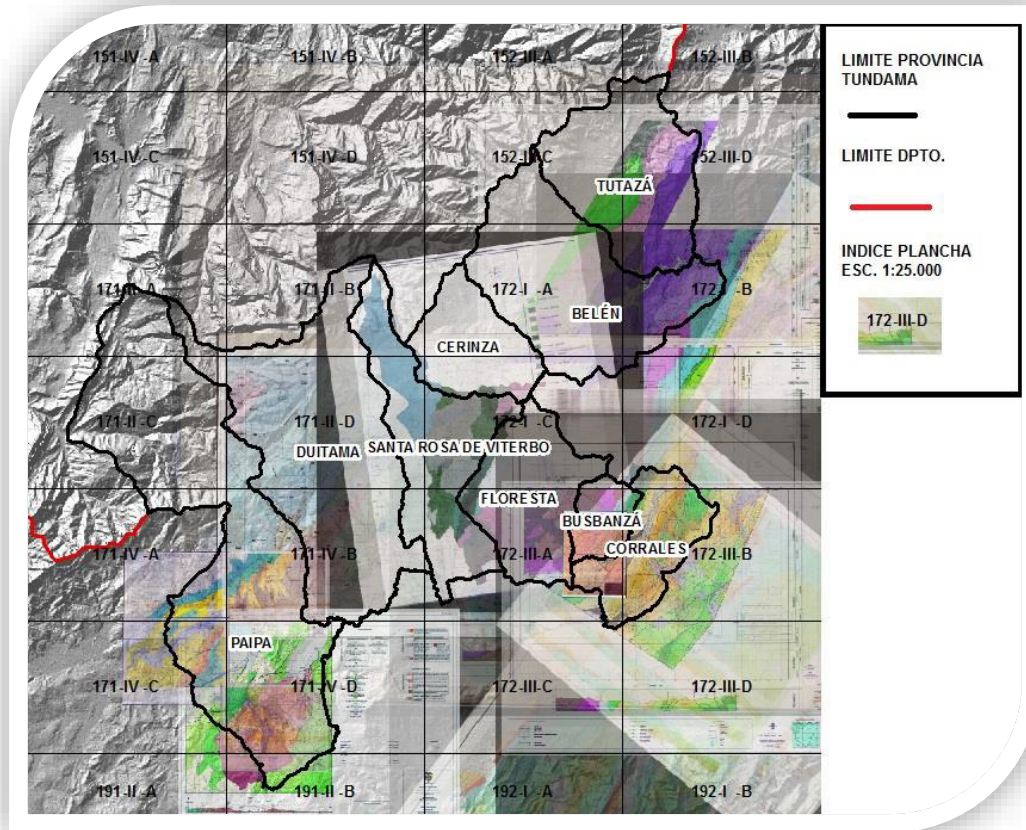 151-IV-A
151-IV-B
152-III-A
152-III-B
LIMITE PROVINCIA
TUNDAMA
LIMITE DPTO.
INDICE PLANCHA
ESC. 1:25.000
172-III-D
151-IV-C
151-IV-D
152-III-C
152-III-D
TUTAZÁ
171-II-A
171-II-B
172-I -A
172-I -B
BELÉN
CERINZA
171-II-C
171-II-D
172-I -C
172-I -D
DUITAMA
SANTA ROSA DE VITERBO
FLORESTA
BUSBANZÁ
CORRALES
171-IV -A
171-IV -B
172-III-A
172-III-B
PAIPA
171-IV-C
171-IV-D
172-III-C
172-III-D
191-II -A
191-II -B
192-I -A
192-I -B